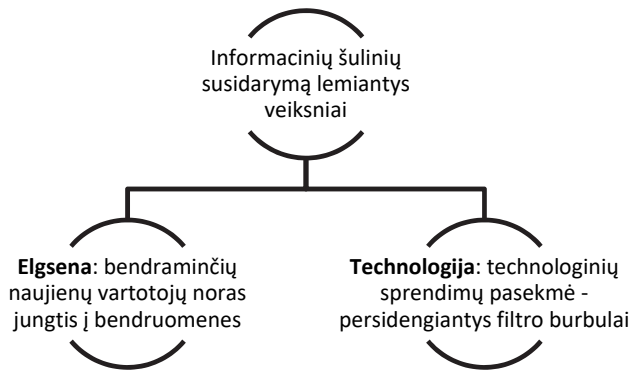 Informacinių šulinių
susidarymą lemiantys
veiksniai
Elgsena: bendraminčių
naujienų vartotojų noras
jungtis į bendruomenes
Technologija: technologinių
sprendimų pasekmė -
persidengiantys filtro burbulai